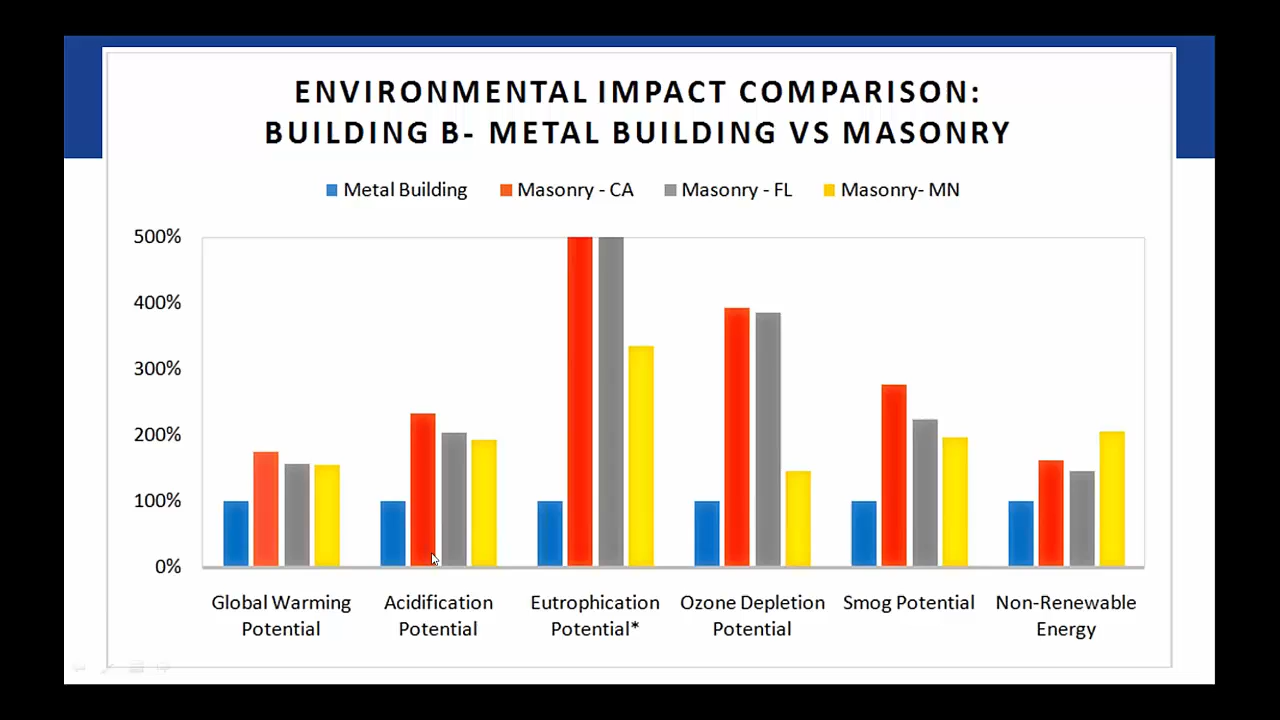 ENVIRONMENTAL IMPACT COMPARISON:
BUILDING B- METAL BUILDING VS MASONRY
Metal Building Masonry - CA Masonry - FL Masonry- MN
500%
400%
300%
200%
100%
0%
Global Warming Potential
Acidification Potential
Eutrophication Potential*
Ozone Depletion Potential
Smog Potential
Non-Renewable Energy